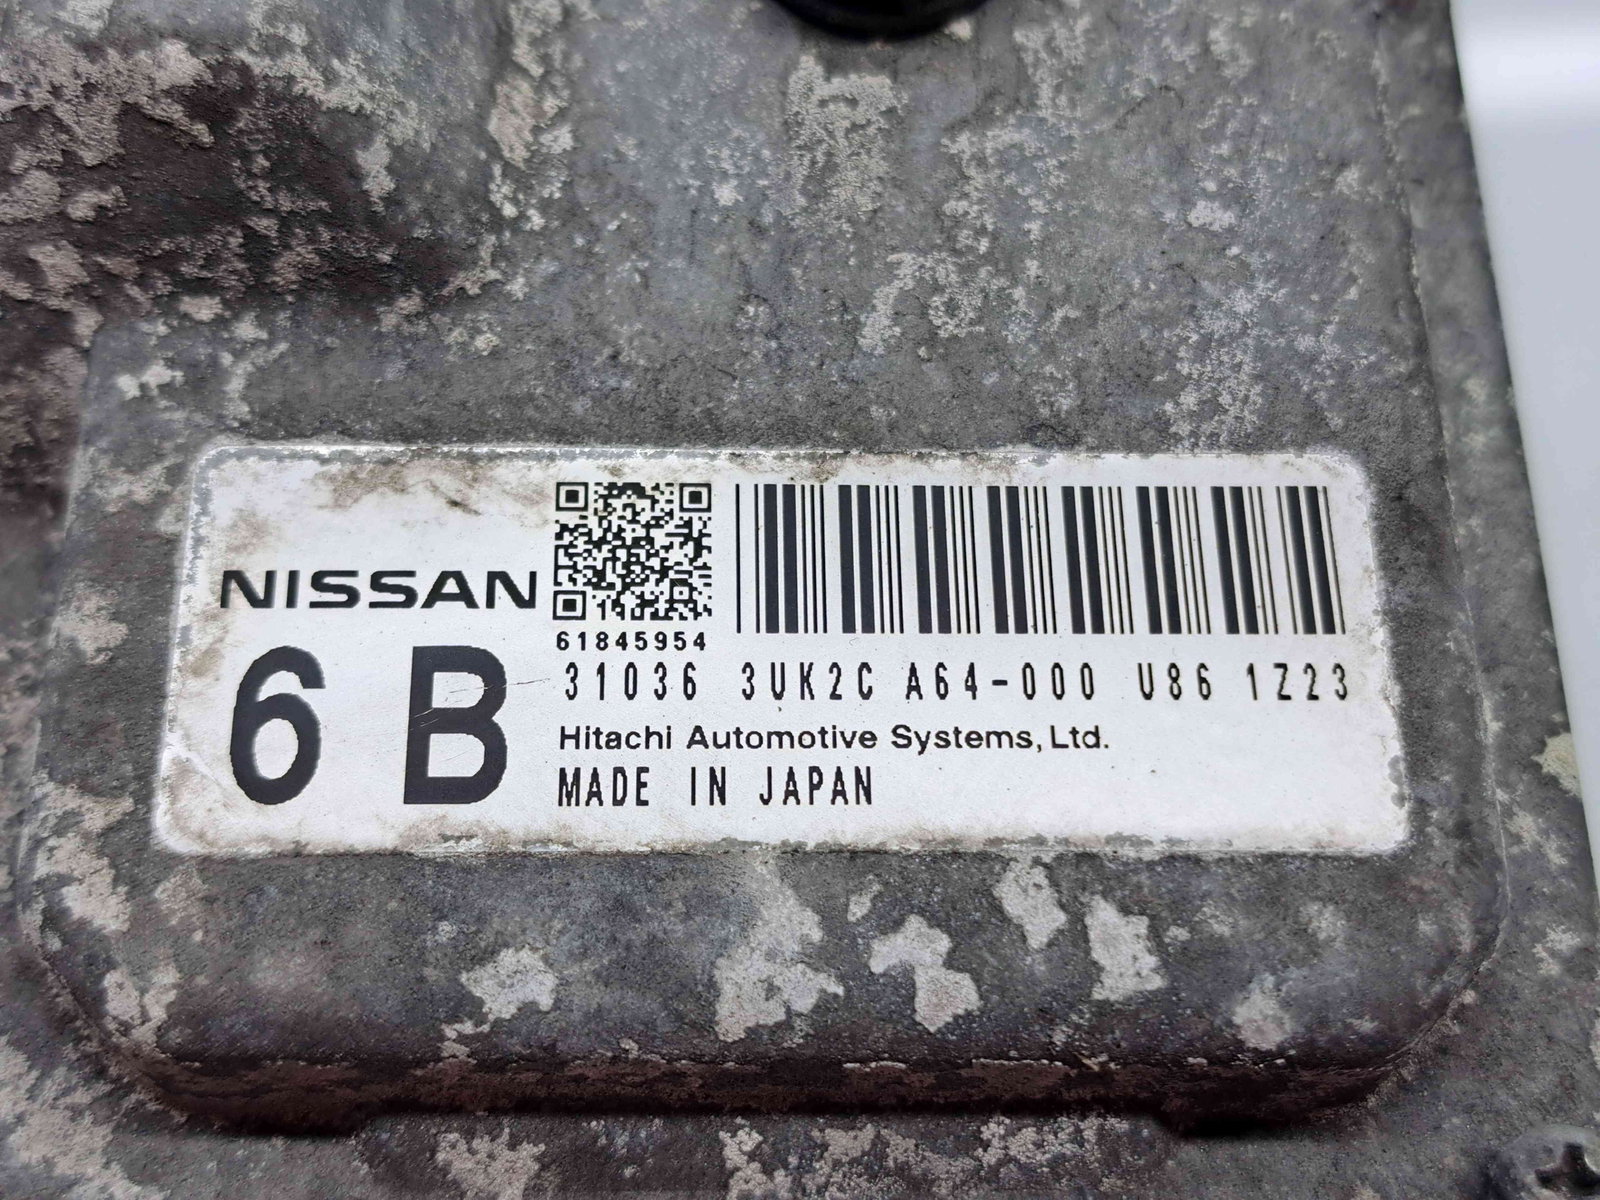 NISSAN
61845954
6 B
31036 3UK2C A64-000 U86 1Z23
Hitachi Automotive Systems, Ltd.
MADE IN JAPAN